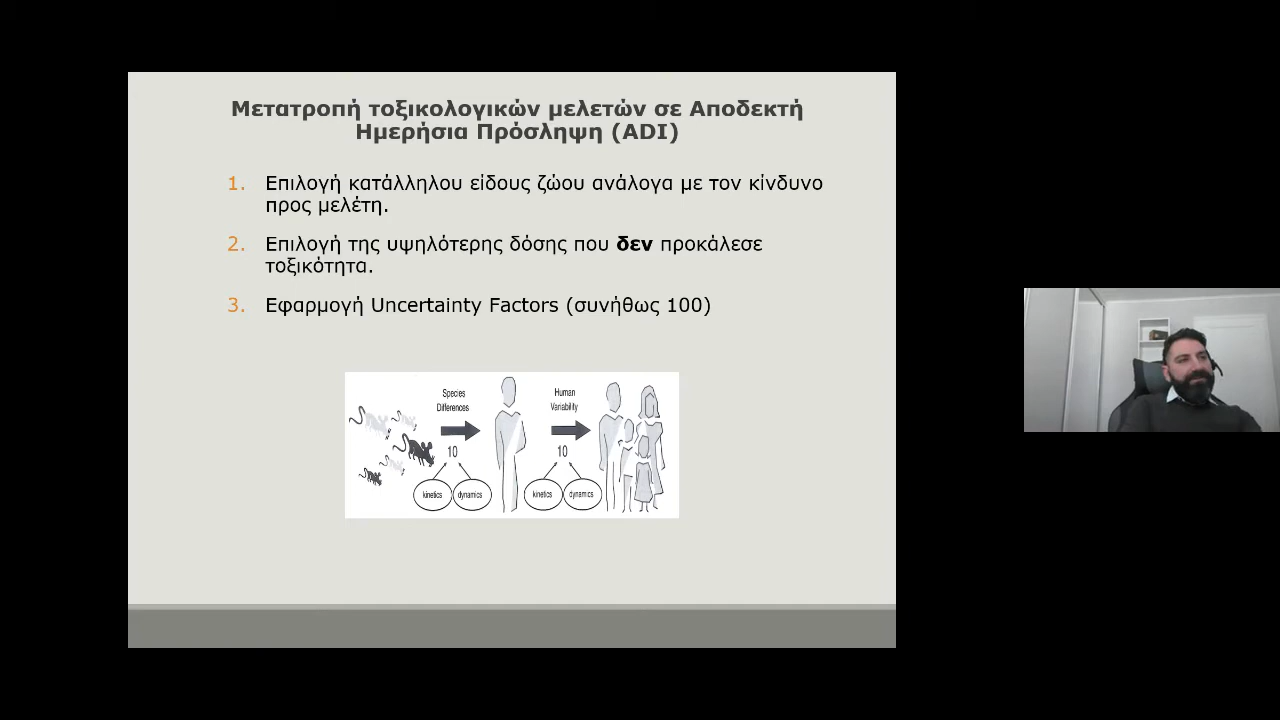 Μετατροπή τοξικολογικών μελετών σε Αποδεκτή
Ημερήσια Πρόσληψη (ADI)
1. Επιλογή κατάλληλου είδους ζώου ανάλογα με τον κίνδυνο
προς μελέτη.
2. Επιλογή της υψηλότερης δόσης που δεν προκάλεσε
τοξικότητα.
3. Εφαρμογή Uncertainty Factors (συνήθως 100)
Species
Differences
10
kinetics dynamics
Human
Variability
10
kinetics dynamics